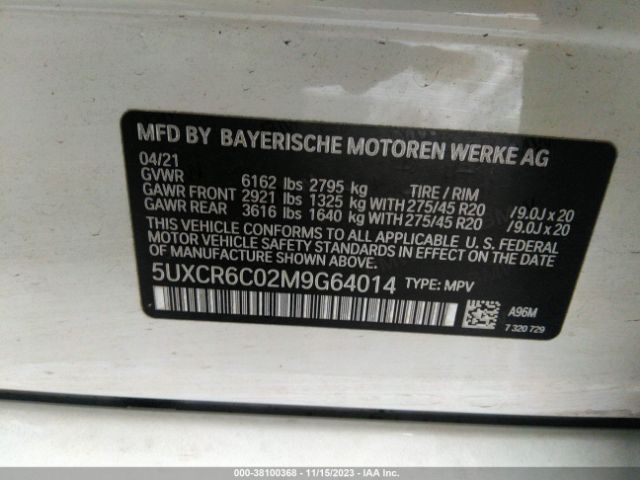 MFD BY BAYERISCHE MOTOREN WERKE AG
04/21
GVWR 6162 lbs 2795 kg TIRE / RIM
GAWR FRONT 2921 lbs 1325 kg WITH 275/45 R20 /9.0J x 20
GAWR REAR 3616 lbs 1640 kg WITH 275/45 R20 /9.0J x 20
THIS VEHICLE CONFORMS TO ALL APPLICABLE U. S. FEDERAL
MOTOR VEHICLE SAFETY STANDARDS IN EFFECT ON THE
DATE OF MANUFACTURE SHOWN ABOVE.
5UXCR6C02M9G64014 TYPE: MPV
A96M
7 320 729
000-38100368 - 11/15/2023 - IAAI.com